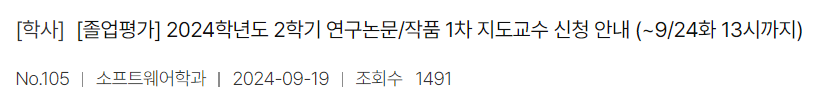 [학사] [졸업평가] 2024학년도 2학기 연구논문/작품 1차 지도교수 신청 안내 (~9/24화 13시까지)
No.105 | 소프트웨어학과 | 2024-09-19 | 조회수 1491